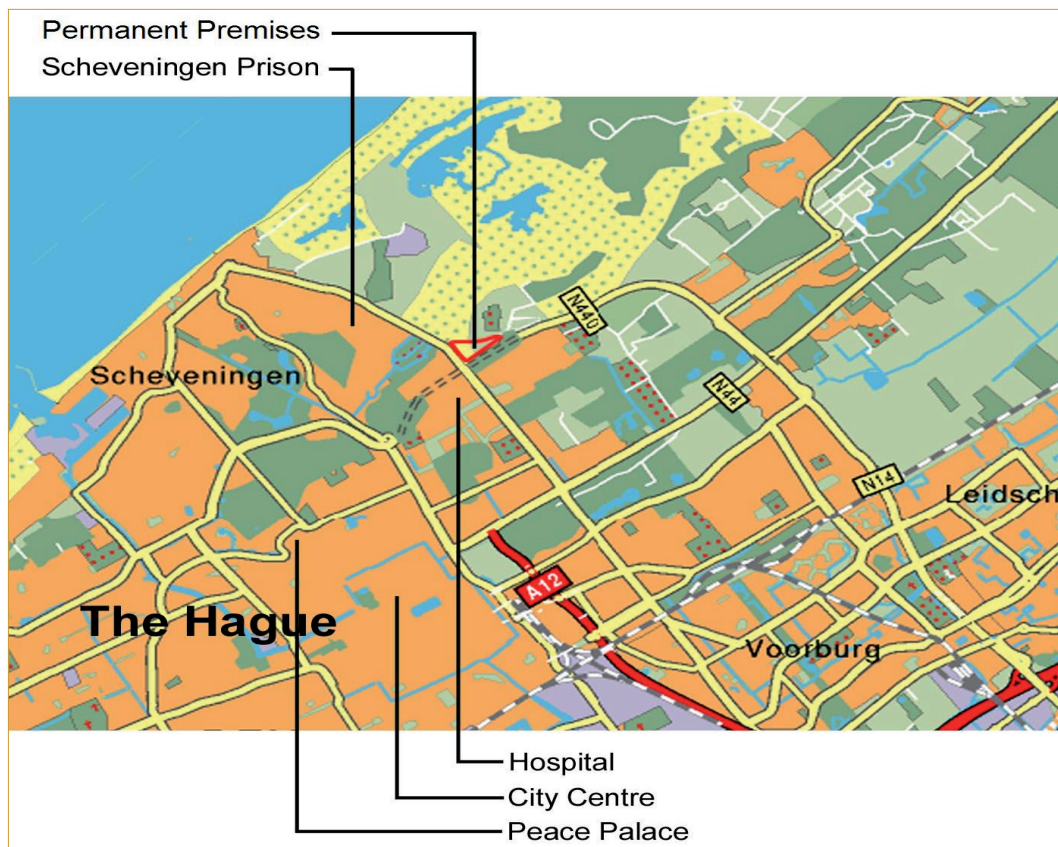 Permanent Premises
Scheveningen Prison
N440
Scheveningen
N44
N14
Leidsch
A12
The Hague
Voorburg
Hospital
City Centre
Peace Palace